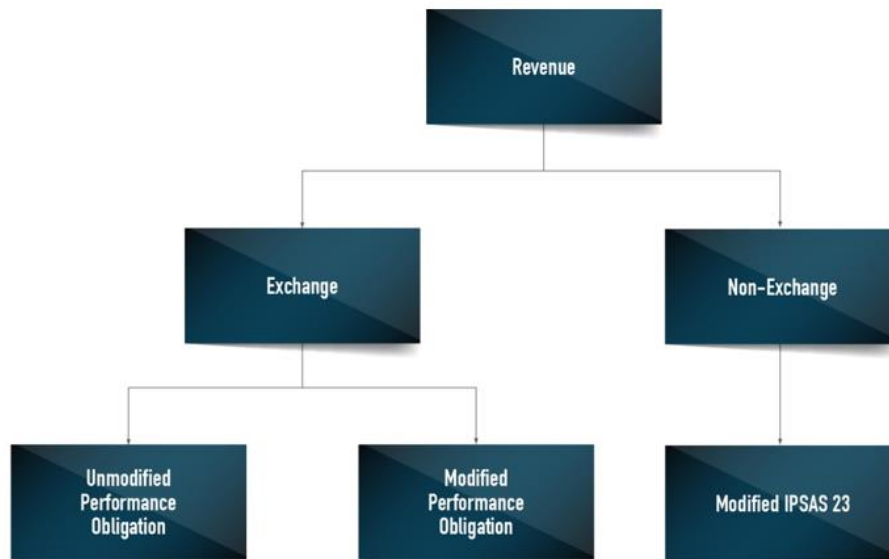 Revenue
Exchange
Non-Exchange
Unmodified
Performance
Obligation
Modified
Performance
Obligation
Modified IPSAS 23